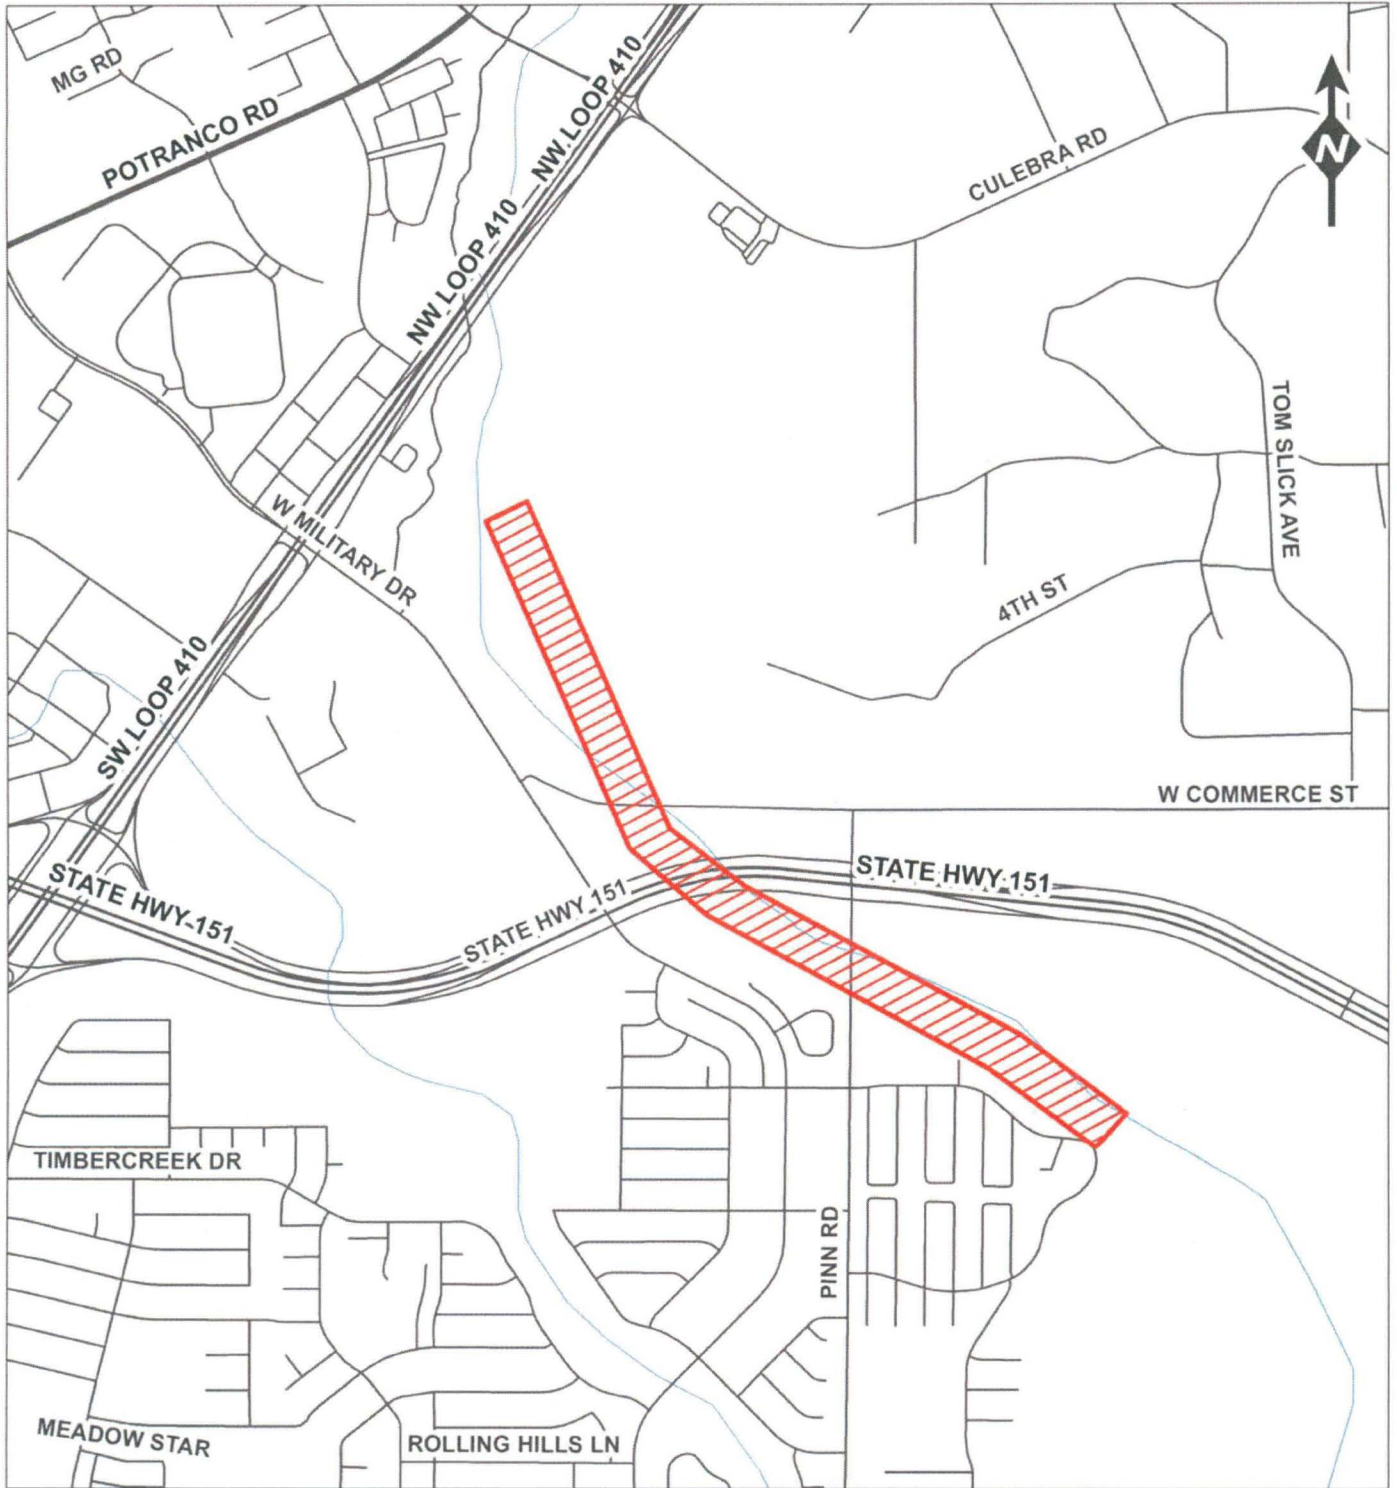 MG RD
POTRANCO RD
NW LOOP 410
NW LOOP 410
CULEBRA RD
N
TOM SLICK AVE
W MILITARY DR
4TH ST
SW LOOP 410
W COMMERCE ST
STATE HWY 151
STATE HWY 151
STATE HWY 151
TIMBERCREEK DR
PINN RD
MEADOW STAR
ROLLING HILLS LN